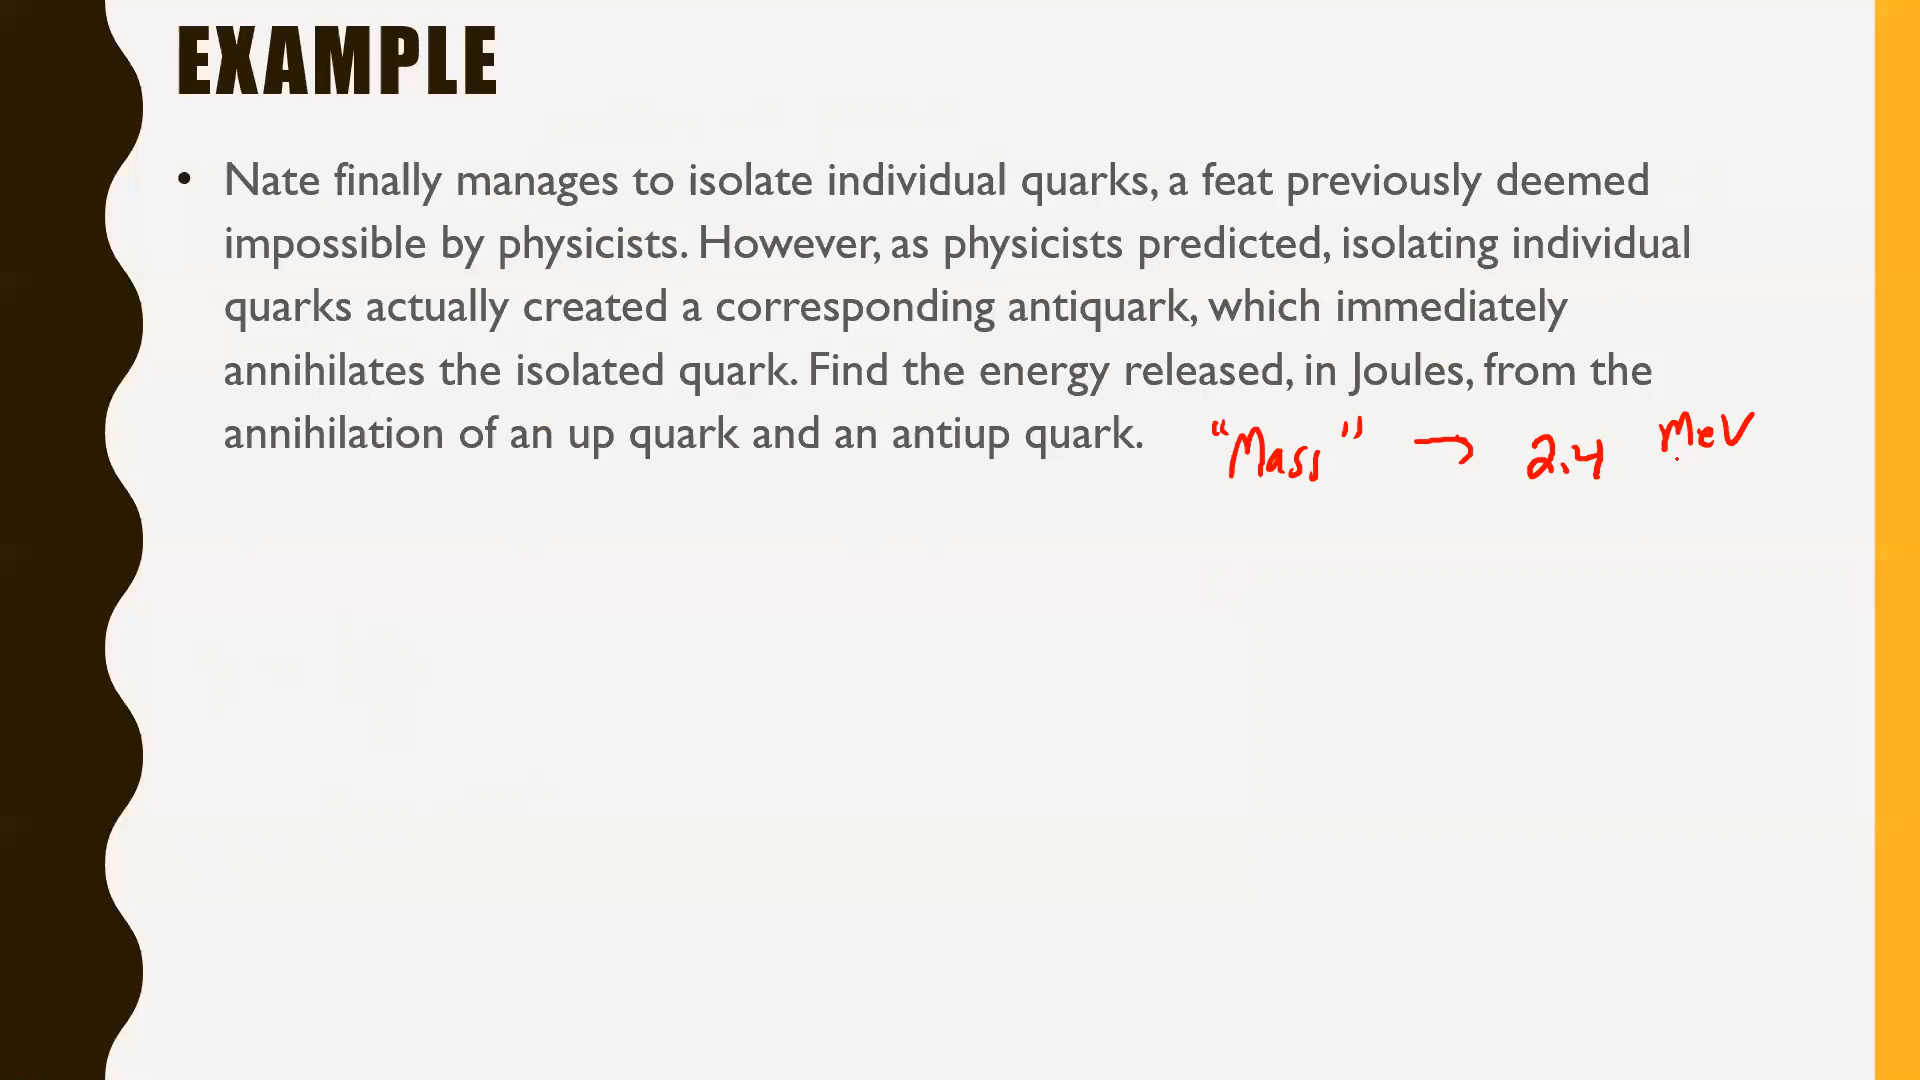 EXAMPLE
• Nate finally manages to isolate individual quarks, a feat previously deemed
impossible by physicists. However, as physicists predicted, isolating individual
quarks actually created a corresponding antiquark, which immediately
annihilates the isolated quark. Find the energy released, in Joules, from the
annihilation of an up quark and an antiup quark. "Mass" → 2.4 MeV